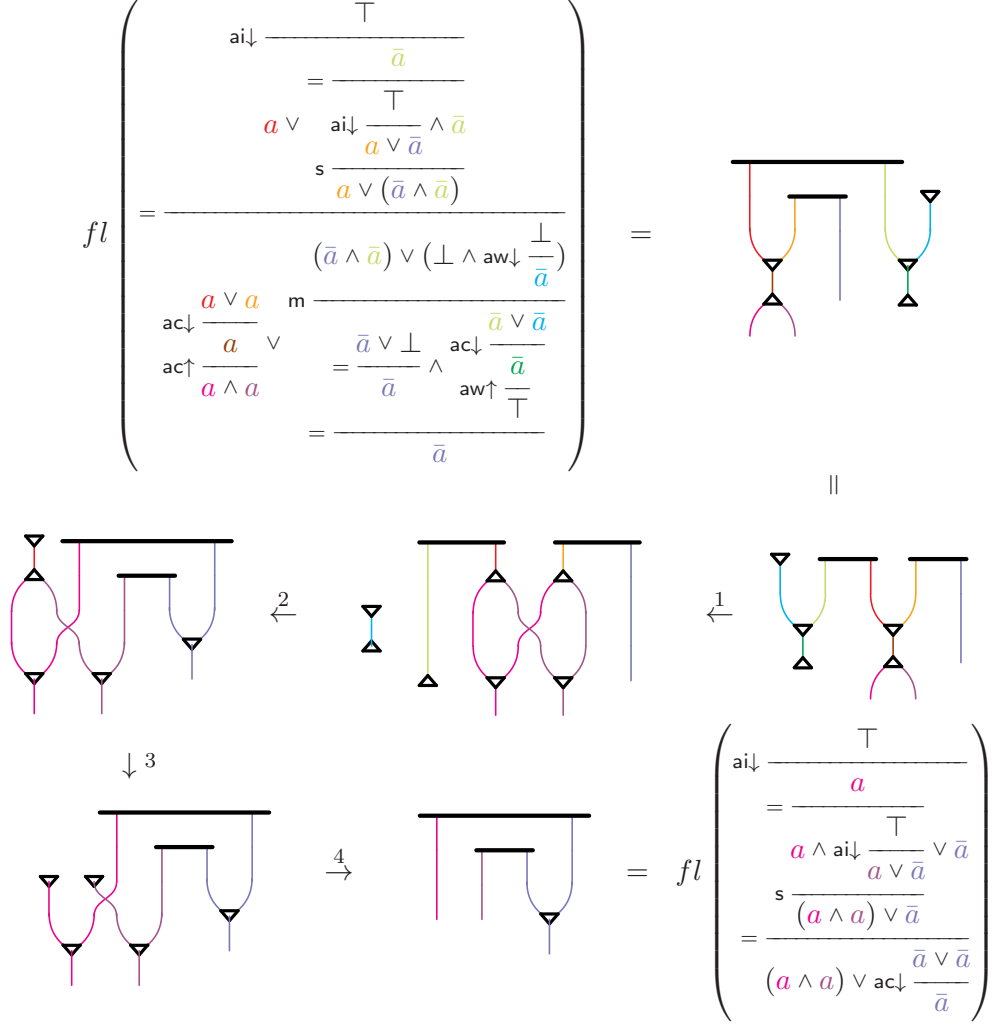 ⊤
ai↓
ā
=
⊤
a ∨ ai↓ ∧ ā
a ∨ ā
s
a ∨ (ā ∧ ā)
=
(ā ∧ ā) ∨ (⊥ ∧ aw↓ ⊥
ā)
fl = 
a ∨ a m
ac↓ ā ∨ ā
a ∨ ā ∨ ⊥ ac↓
ac↑ = ∧ ā
a ∧ a ā aw↑
⊤
=
ā
=
2 1
← ←
↓ 3
⊤
ai↓
a
=
⊤
4
→ = fl a ∧ ai↓ ∨ ā
a ∨ ā
s
(a ∧ a) ∨ ā
=
ā ∨ ā
(a ∧ a) ∨ ac↓
ā